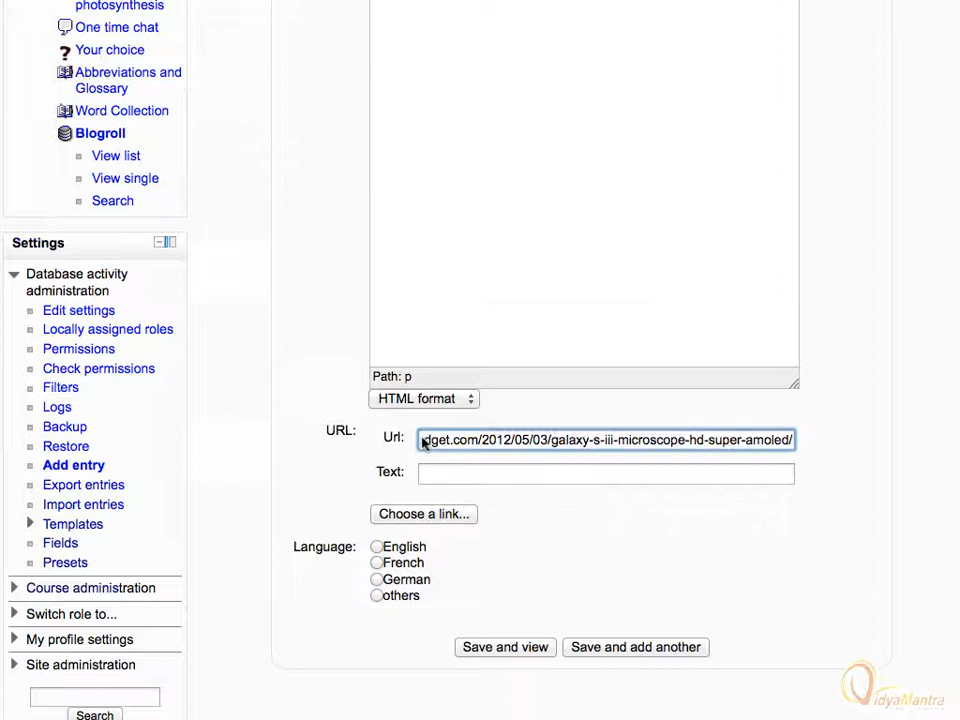 photosynthesis
One time chat
Your choice
Abbreviations and
Glossary
Word Collection
Blogroll
View list
View single
Search
Settings
Database activity
administration
Edit settings
Locally assigned roles
Permissions
Check permissions
Filters
Logs
Backup
Restore
Add entry
Export entries
Import entries
Templates
Fields
Presets
Course administration
Switch role to...
My profile settings
Site administration
Search
Path: p
HTML format
URL:
Url: dget.com/2012/05/03/galaxy-s-iii-microscope-hd-super-amoled/
Text:
Choose a link...
Language:
English
French
German
others
Save and view
Save and add another
VidyaMantra